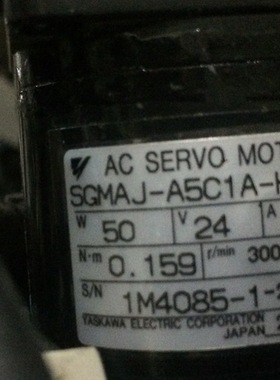 AC SERVO MOT
SGMAJ-A5C1A-
W 50 V 24 A
N·m 0.159 r/min 300
S/N 1M4085-1-
YASKAWA ELECTRIC CORPORATION
JAPAN